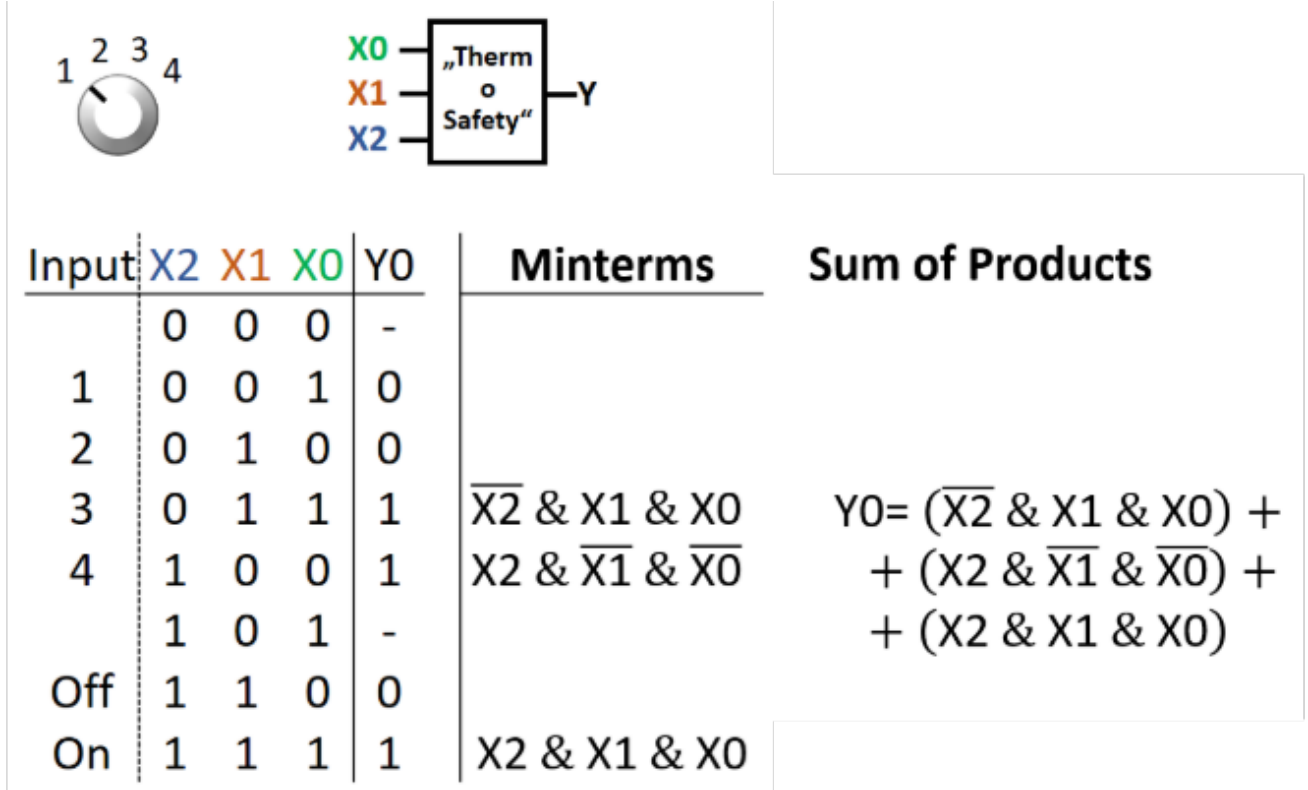 1 2 3 4
X0 „Therm
X1 o Y
X2 Safety“
Input X2 X1 X0 Y0 Minterms Sum of Products
0 0 0 -
1 0 0 1 0
2 0 1 0 0
3 0 1 1 1 X̅2̅ & X1 & X0 Y0= (X̅2̅ & X1 & X0) +
4 1 0 0 1 X2 & X̅1̅ & X̅0̅ + (X2 & X̅1̅ & X̅0̅) +
1 0 1 - + (X2 & X1 & X0)
Off 1 1 0 0
On 1 1 1 1 X2 & X1 & X0